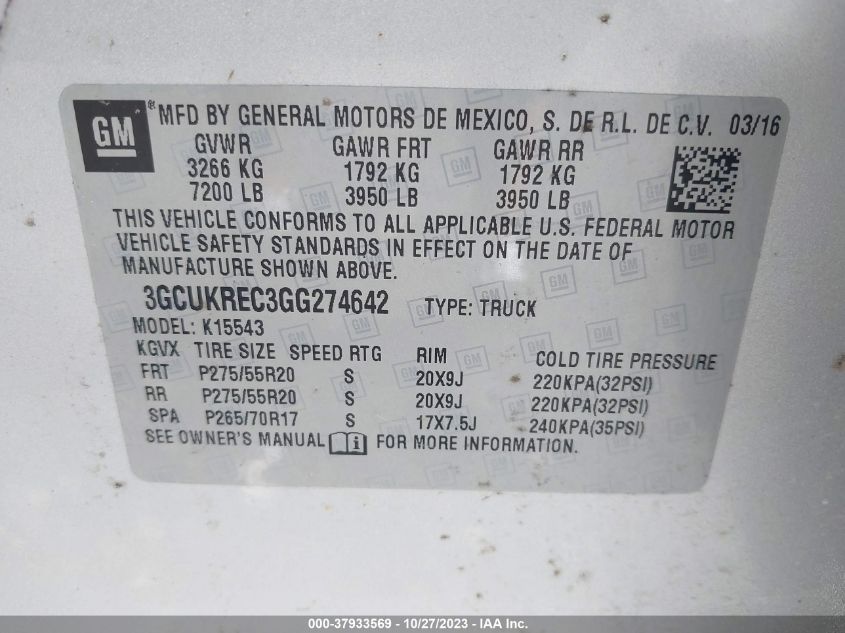 GM ® MFD BY GENERAL MOTORS DE MEXICO, S. DE R.L. DE C.V. 03/16
GVWR GAWR FRT GAWR RR
3266 KG 1792 KG 1792 KG
7200 LB 3950 LB 3950 LB
THIS VEHICLE CONFORMS TO ALL APPLICABLE U.S. FEDERAL MOTOR
VEHICLE SAFETY STANDARDS IN EFFECT ON THE DATE OF
MANUFACTURE SHOWN ABOVE.
3GCUKREC3GG274642 TYPE: TRUCK
MODEL: K15543
KGVX TIRE SIZE SPEED RTG RIM COLD TIRE PRESSURE
FRT P275/55R20 S 20X9J 220KPA(32PSI)
RR P275/55R20 S 20X9J 220KPA(32PSI)
SPA P265/70R17 S 17X7.5J 240KPA(35PSI)
SEE OWNER'S MANUAL i FOR MORE INFORMATION.
000-37933569 - 10/27/2023 - IAA Inc.